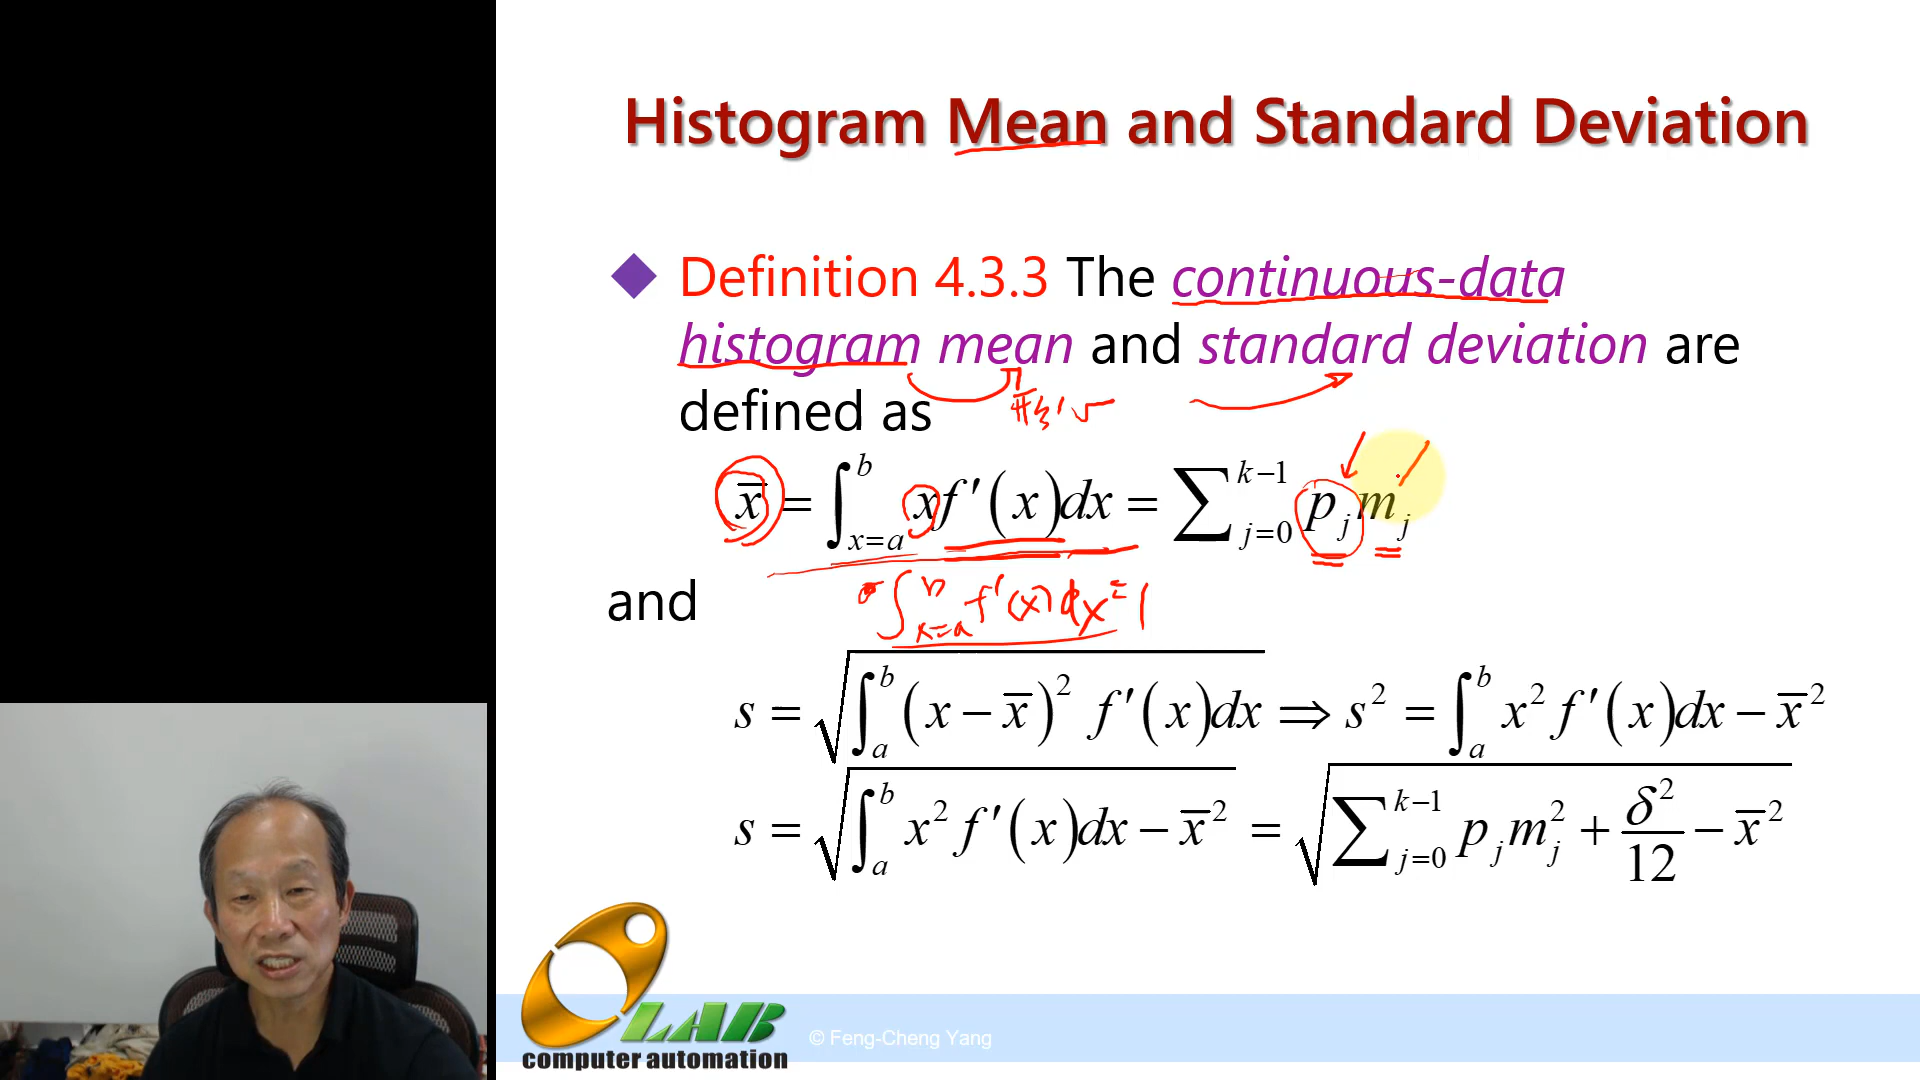 Histogram Mean and Standard Deviation
Definition 4.3.3 The continuous-data
histogram mean and standard deviation are
defined as
x̄ = ∫_{x=a}^{b} xf′(x)dx = ∑_{j=0}^{k−1} p_j m_j
and
∫_{x=a}^{b} f'(x)dx = 1
s = √(∫_a^b (x − x̄)² f′(x)dx) ⇒ s² = ∫_a^b x² f′(x)dx − x̄²
s = √(∫_a^b x² f′(x)dx − x̄²) = √(∑_{j=0}^{k−1} p_j m_j² + δ²/12 − x̄²)
LAB
computer automation
© Feng-Cheng Yang